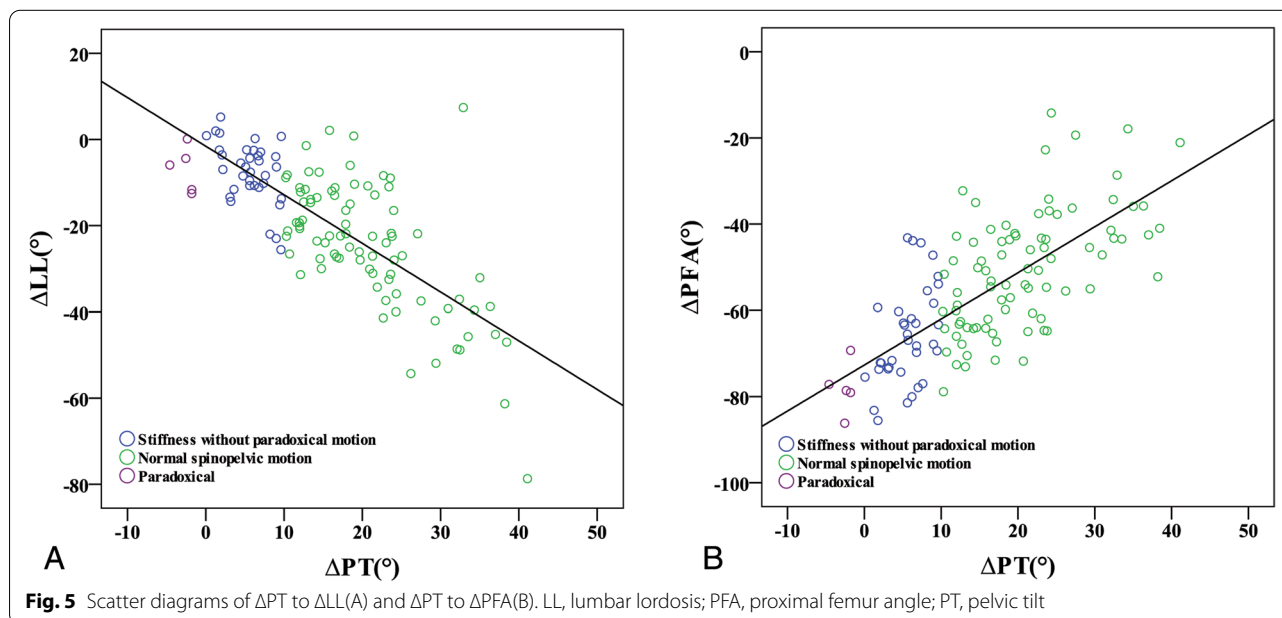 20
0
-20
-40
-60
-80
ΔLL(°)
Stiffness without paradoxical motion
Normal spinopelvic motion
Paradoxical
-10 0 10 20 30 40 50
A
ΔPT(°)
0
-20
-40
-60
-80
-100
ΔPFA(°)
Stiffness without paradoxical motion
Normal spinopelvic motion
Paradoxical
-10 0 10 20 30 40 50
B
ΔPT(°)
Fig. 5 Scatter diagrams of ΔPT to ΔLL(A) and ΔPT to ΔPFA(B). LL, lumbar lordosis; PFA, proximal femur angle; PT, pelvic tilt